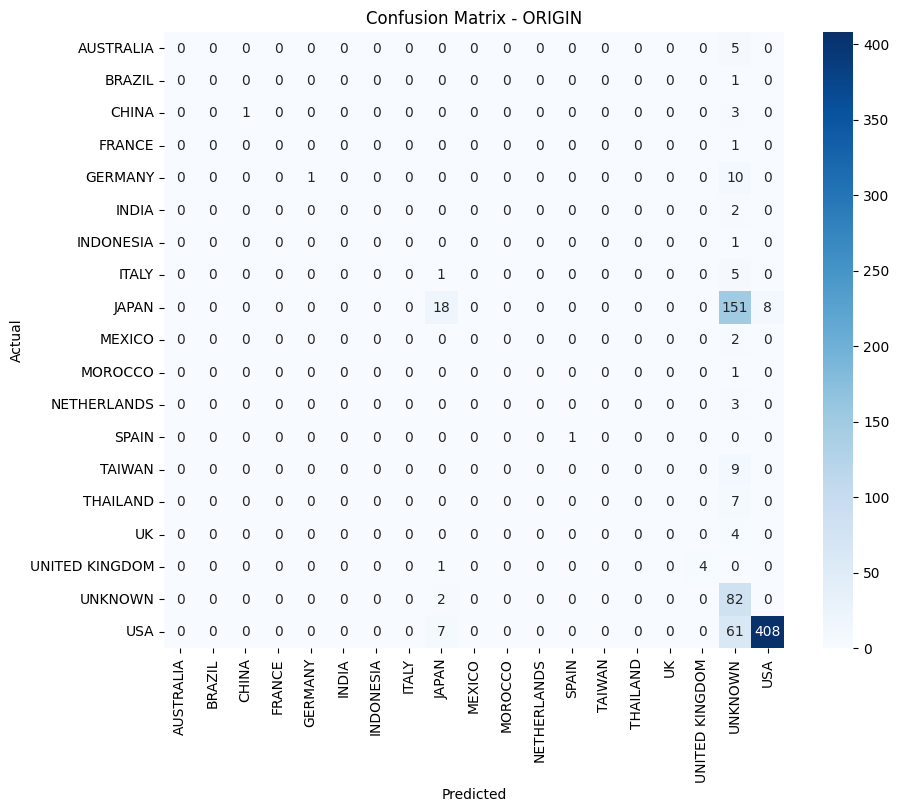 Confusion Matrix - ORIGIN
AUSTRALIA 0 0 0 0 0 0 0 0 0 0 0 0 0 0 0 0 0 5 0
BRAZIL 0 0 0 0 0 0 0 0 0 0 0 0 0 0 0 0 0 1 0
CHINA 0 0 1 0 0 0 0 0 0 0 0 0 0 0 0 0 0 3 0
FRANCE 0 0 0 0 0 0 0 0 0 0 0 0 0 0 0 0 0 1 0
GERMANY 0 0 0 0 1 0 0 0 0 0 0 0 0 0 0 0 0 10 0
INDIA 0 0 0 0 0 0 0 0 0 0 0 0 0 0 0 0 0 2 0
INDONESIA 0 0 0 0 0 0 0 0 0 0 0 0 0 0 0 0 0 1 0
ITALY 0 0 0 0 0 0 0 0 1 0 0 0 0 0 0 0 0 5 0
JAPAN 0 0 0 0 0 0 0 0 18 0 0 0 0 0 0 0 0 151 8
MEXICO 0 0 0 0 0 0 0 0 0 0 0 0 0 0 0 0 0 2 0
MOROCCO 0 0 0 0 0 0 0 0 0 0 0 0 0 0 0 0 0 1 0
NETHERLANDS 0 0 0 0 0 0 0 0 0 0 0 0 0 0 0 0 0 3 0
SPAIN 0 0 0 0 0 0 0 0 0 0 0 0 1 0 0 0 0 0 0
TAIWAN 0 0 0 0 0 0 0 0 0 0 0 0 0 0 0 0 0 9 0
THAILAND 0 0 0 0 0 0 0 0 0 0 0 0 0 0 0 0 0 7 0
UK 0 0 0 0 0 0 0 0 0 0 0 0 0 0 0 0 0 4 0
UNITED KINGDOM 0 0 0 0 0 0 0 0 1 0 0 0 0 0 0 0 4 0 0
UNKNOWN 0 0 0 0 0 0 0 0 2 0 0 0 0 0 0 0 0 82 0
USA 0 0 0 0 0 0 0 0 7 0 0 0 0 0 0 0 0 61 408
Actual
AUSTRALIA
BRAZIL
CHINA
FRANCE
GERMANY
INDIA
INDONESIA
ITALY
JAPAN
MEXICO
MOROCCO
NETHERLANDS
SPAIN
TAIWAN
THAILAND
UK
UNITED KINGDOM
UNKNOWN
USA
Predicted
400
350
300
250
200
150
100
50
0